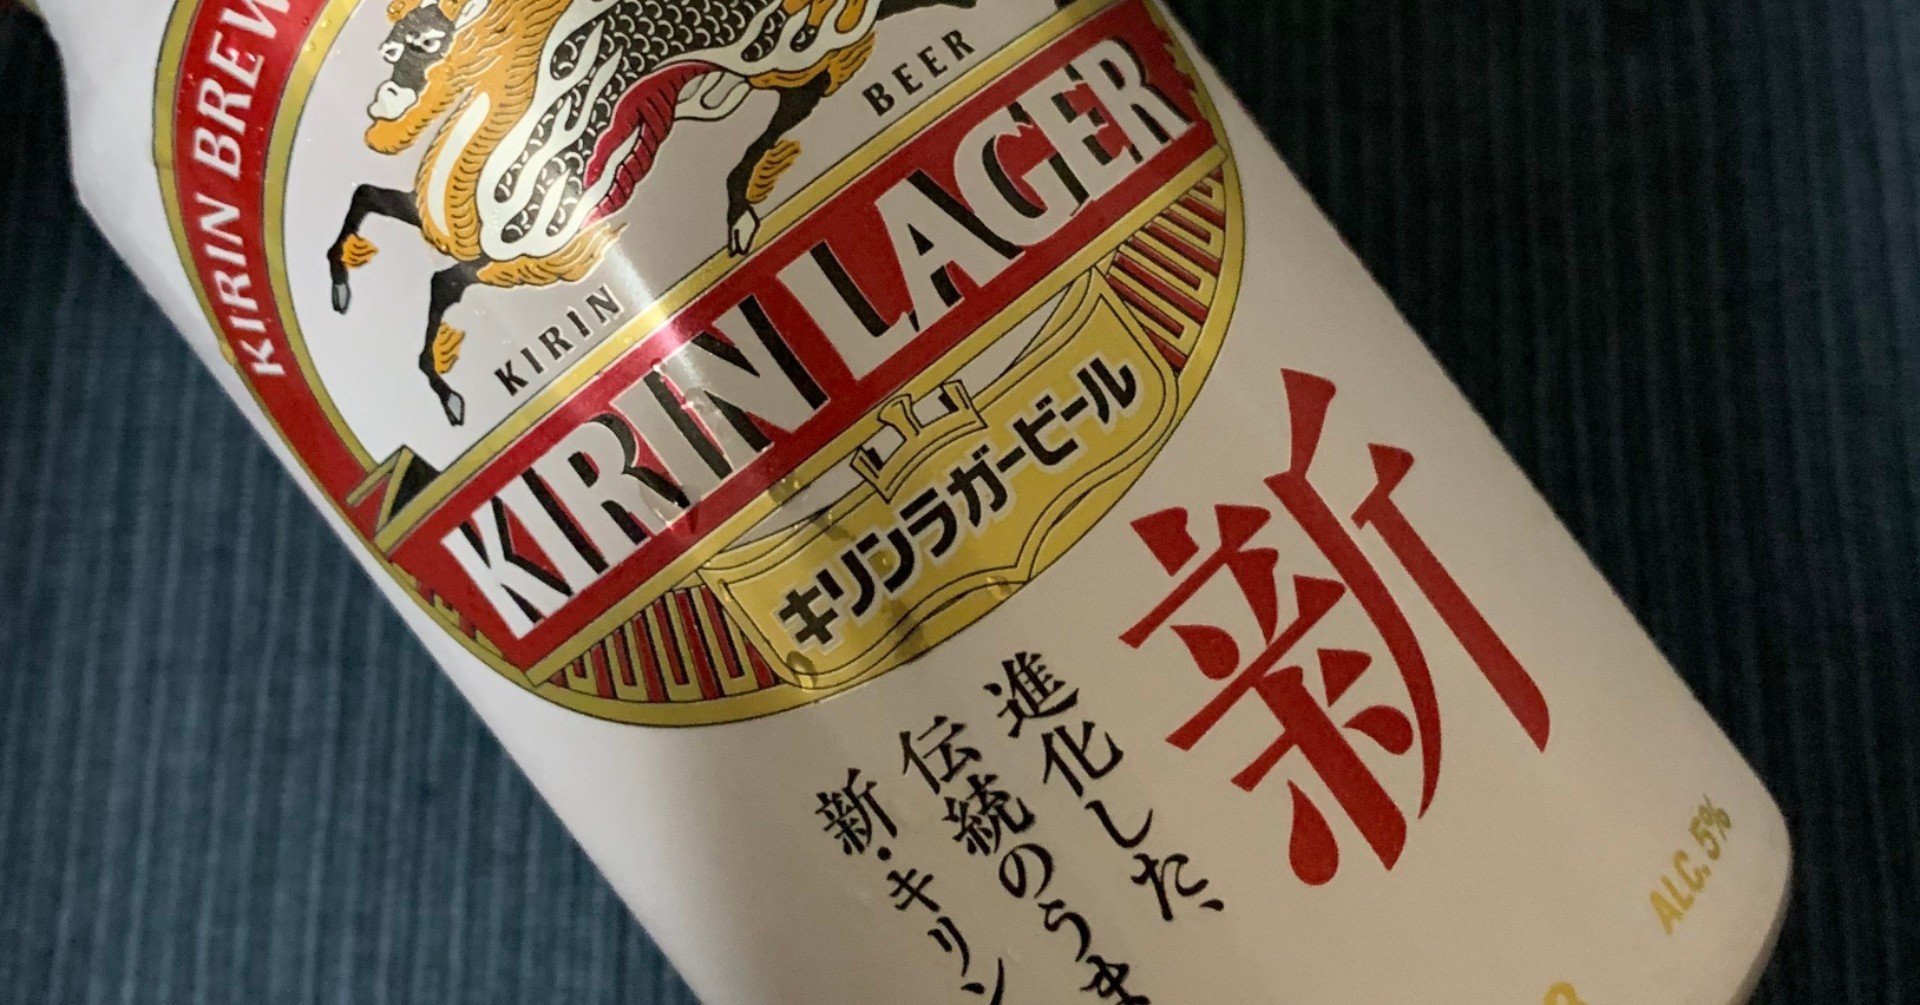 KIRIN BREW
KIRIN BEER
KIRIN LAGER
キリンラガービール
新
進化した、
伝統のうま
新・キリン
ALC.5%